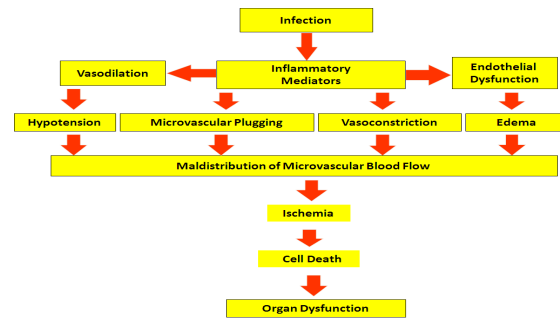 Infection
Vasodilation
Inflammatory
Mediators
Endothelial
Dysfunction
Hypotension
Microvascular Plugging
Vasoconstriction
Edema
Maldistribution of Microvascular Blood Flow
Ischemia
Cell Death
Organ Dysfunction